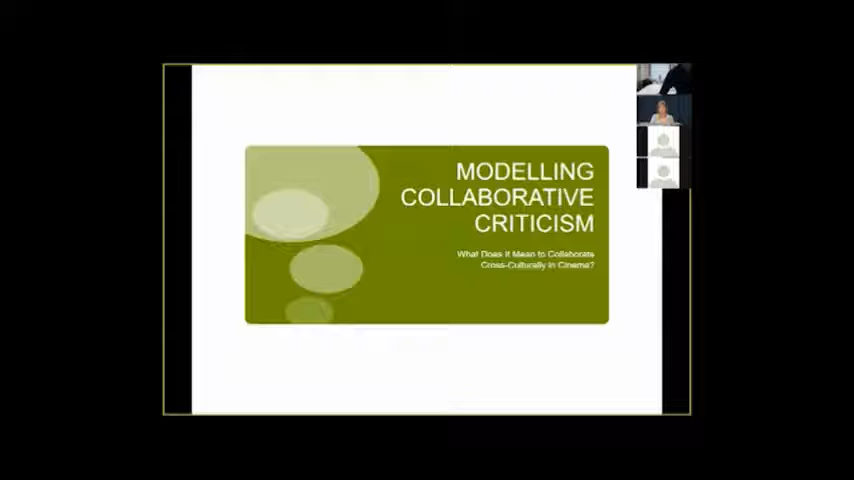 MODELLING
COLLABORATIVE
CRITICISM
What Does It Mean to Collaborate
Cross-Culturally in Cinema?